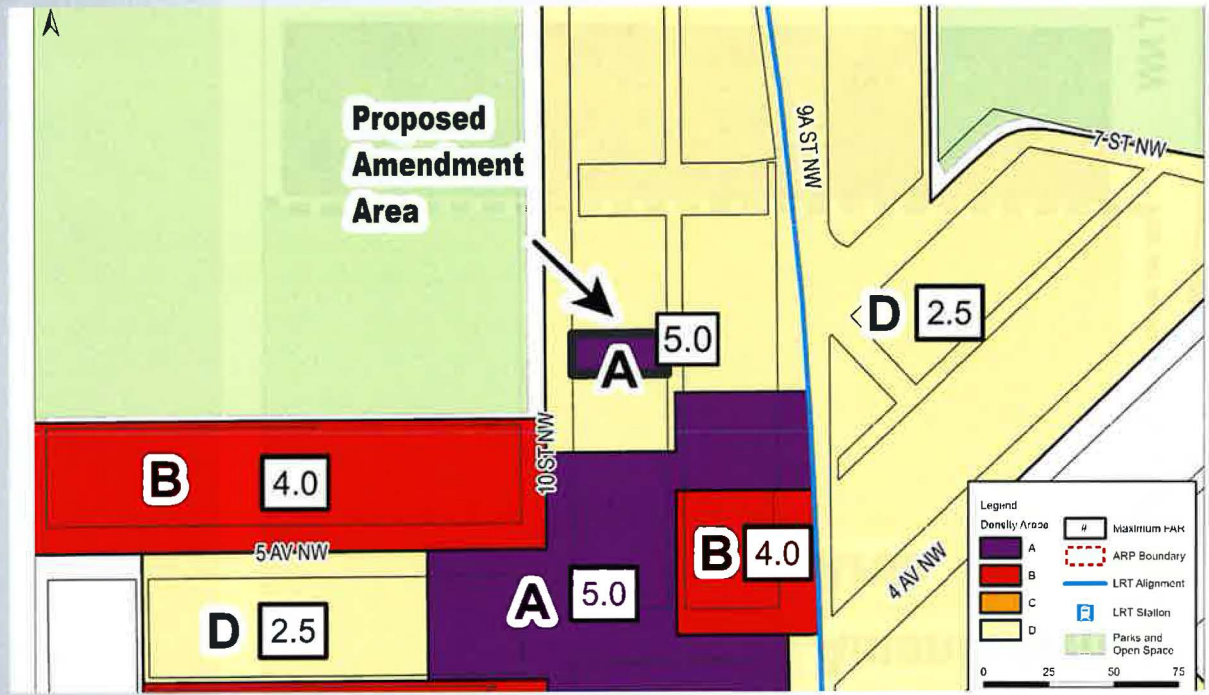 Proposed
Amendment
Area
9A ST NW
7 ST NW
D 2.5
5.0
A
10 ST NW
B 4.0
5 AV NW
B 4.0
A 5.0
D 2.5
4 AV NW
Legend
Density Areas
A
B
C
D
# Maximum FAR
ARP Boundary
LRT Alignment
LRT Station
Parks and
Open Space
0 25 50 75